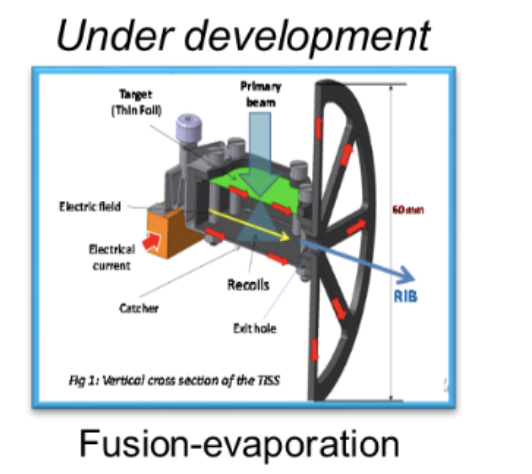 Under development
Target
(Thin Foil)
Primary
beam
Electric field
60 mm
Electrical
current
Recoils
RIB
Catcher
Exit hole
Fig 1: Vertical cross section of the TISS
Fusion-evaporation